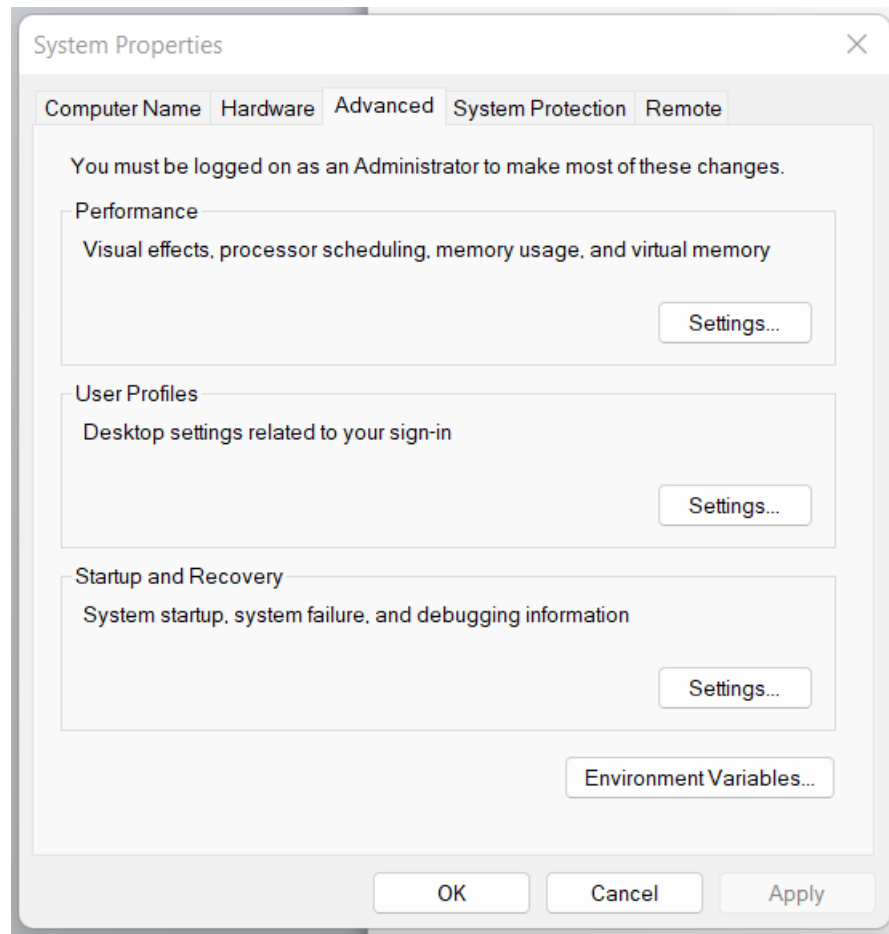 System Properties
Computer Name Hardware Advanced System Protection Remote
You must be logged on as an Administrator to make most of these changes.
Performance
Visual effects, processor scheduling, memory usage, and virtual memory
Settings...
User Profiles
Desktop settings related to your sign-in
Settings...
Startup and Recovery
System startup, system failure, and debugging information
Settings...
Environment Variables...
OK Cancel Apply